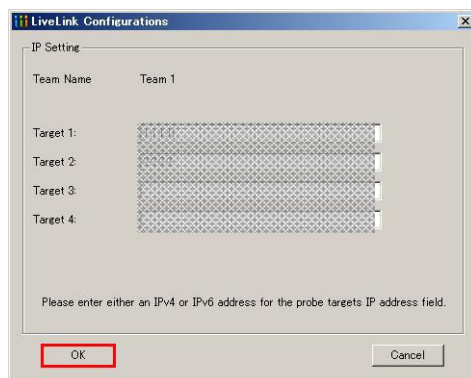 LiveLink Configurations
IP Setting
Team Name Team 1
Target 1:
Target 2:
Target 3:
Target 4:
Please enter either an IPv4 or IPv6 address for the probe targets IP address field.
OK Cancel